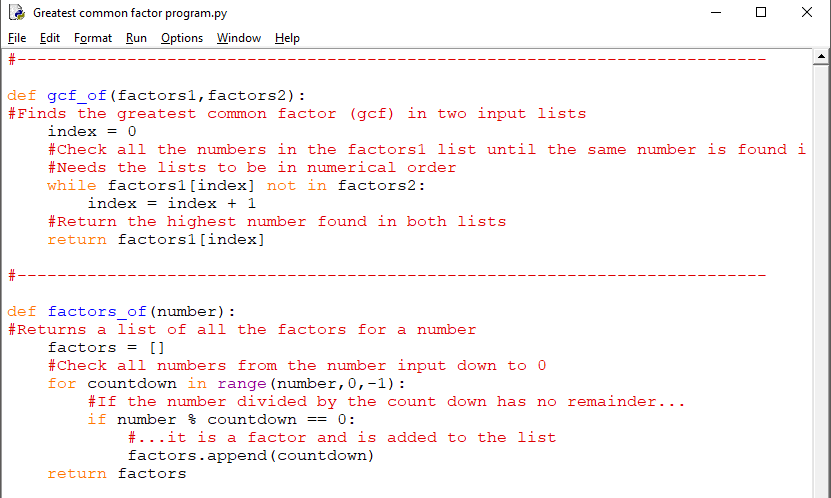 Greatest common factor program.py
File Edit Format Run Options Window Help
#---------------------------------------------------------------------------
def gcf_of(factors1,factors2):
#Finds the greatest common factor (gcf) in two input lists
    index = 0
    #Check all the numbers in the factors1 list until the same number is found i
    #Needs the lists to be in numerical order
    while factors1[index] not in factors2:
        index = index + 1
    #Return the highest number found in both lists
    return factors1[index]
#---------------------------------------------------------------------------
def factors_of(number):
#Returns a list of all the factors for a number
    factors = []
    #Check all numbers from the number input down to 0
    for countdown in range(number,0,-1):
        #If the number divided by the count down has no remainder...
        if number % countdown == 0:
            #...it is a factor and is added to the list
            factors.append(countdown)
    return factors